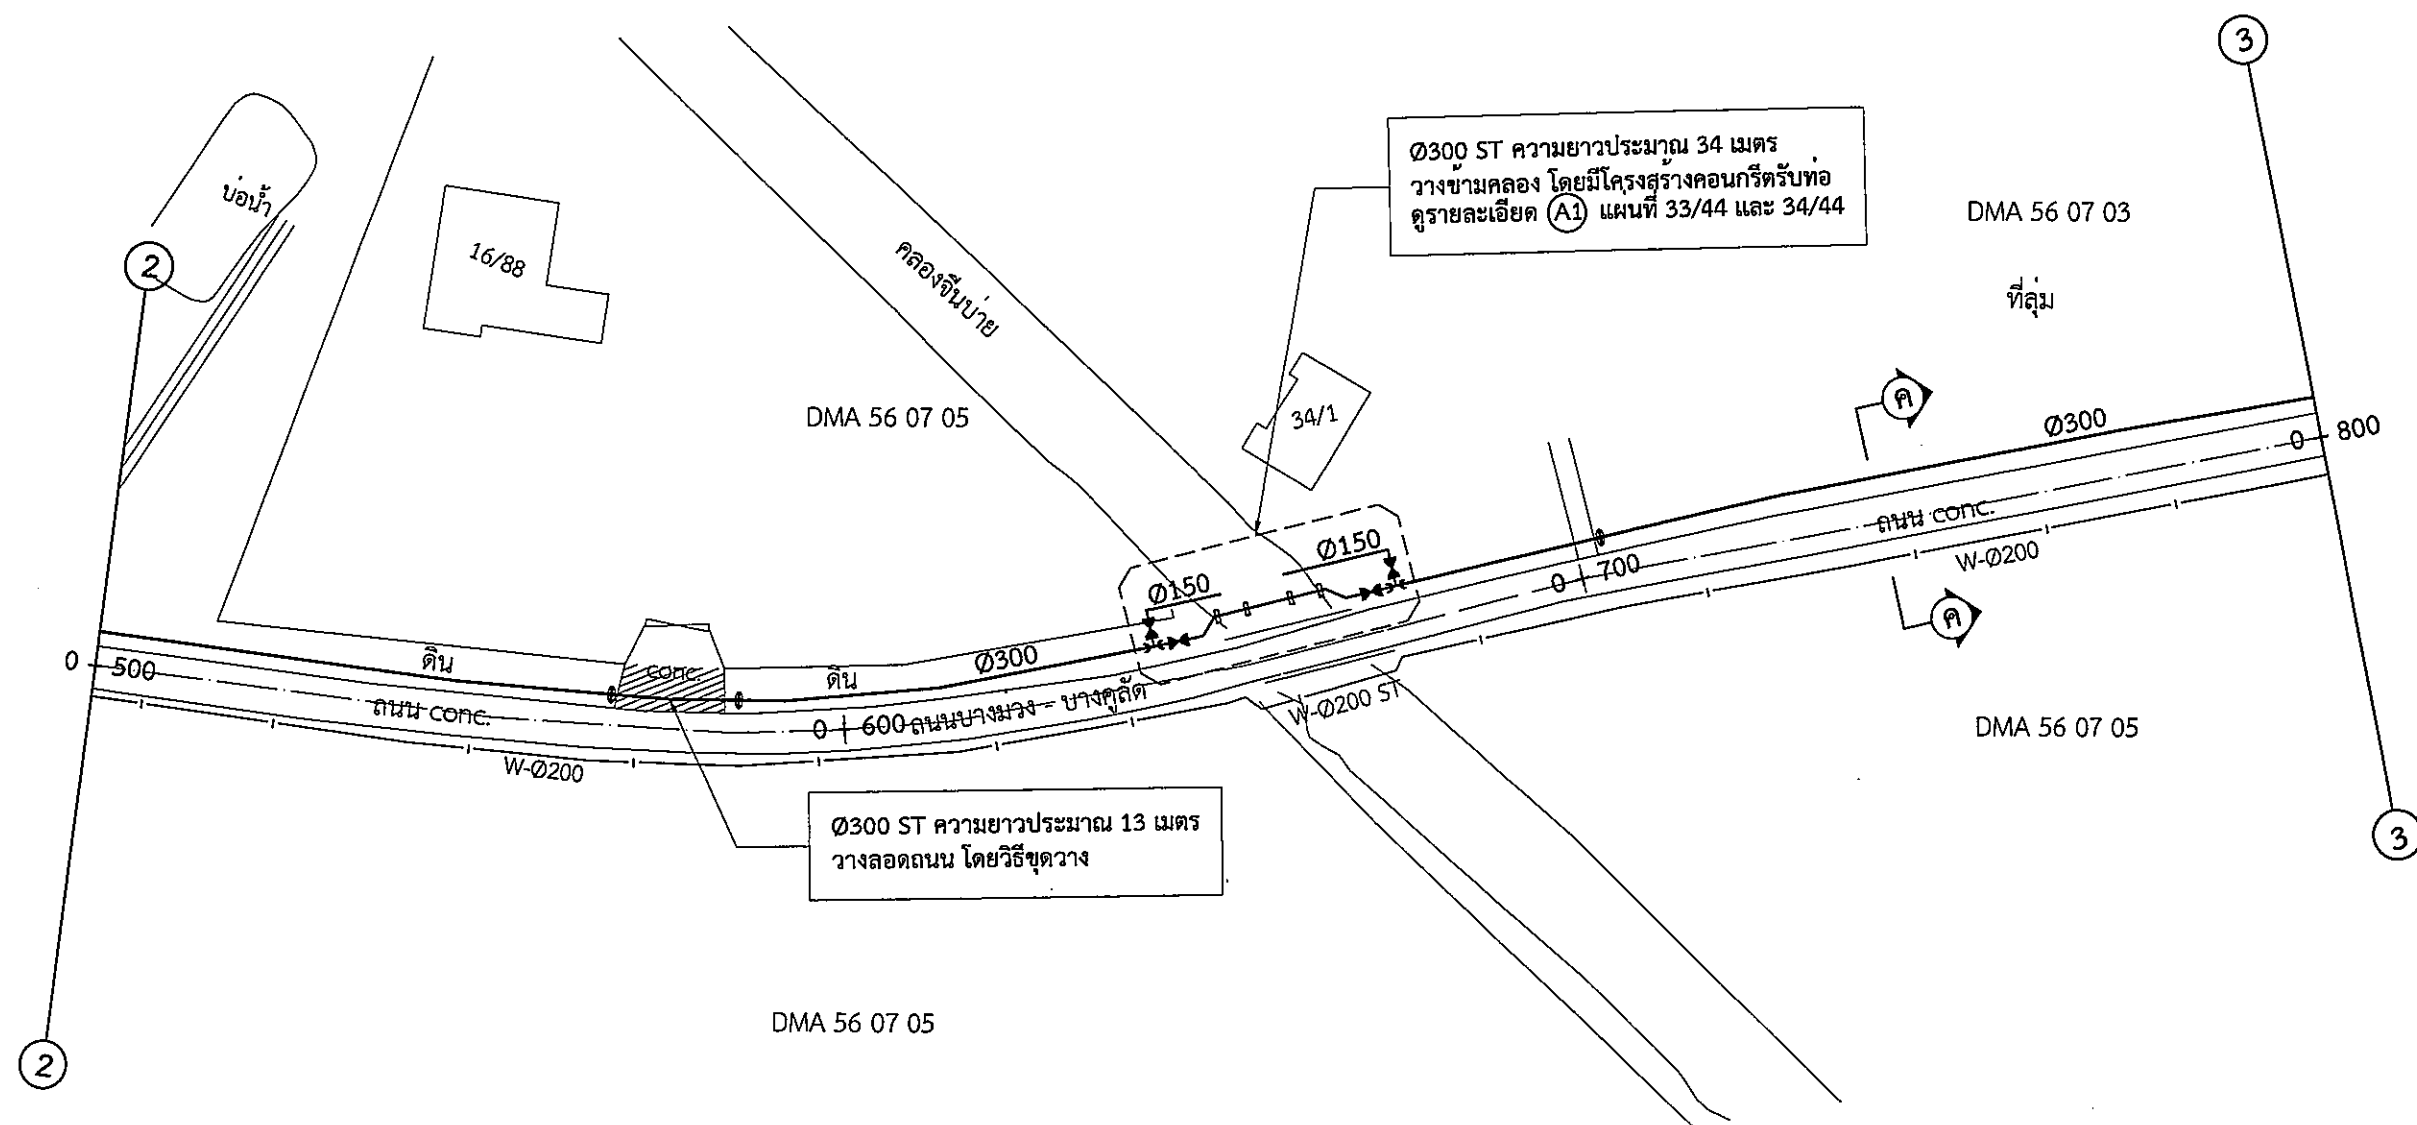 3
Ø300 ST ความยาวประมาณ 34 เมตร
วางข้ามคลอง โดยมีโครงสร้างคอนกรีตรับท่อ
ดูรายละเอียด A1 แผ่นที่ 33/44 และ 34/44
DMA 56 07 03
บ่อน้ำ
2
16/88
คลองจีนบ่าย
ที่ลุ่ม
DMA 56 07 05
34/1
ค
Ø300
0 800
ถนน conc.
W-Ø200
Ø150
Ø150
0 700
ค
0 500
ดิน
conc.
ดิน
Ø300
ถนน conc.
0 600 ถนนบางม่วง - บางคูลัด
W-Ø200 ST
W-Ø200
DMA 56 07 05
Ø300 ST ความยาวประมาณ 13 เมตร
วางลอดถนน โดยวิธีขุดวาง
3
DMA 56 07 05
2